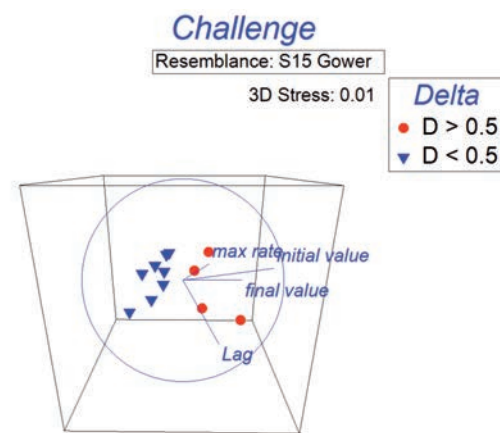 Challenge
Resemblance: S15 Gower
3D Stress: 0.01
Delta
D > 0.5
D < 0.5
max rate
initial value
final value
Lag